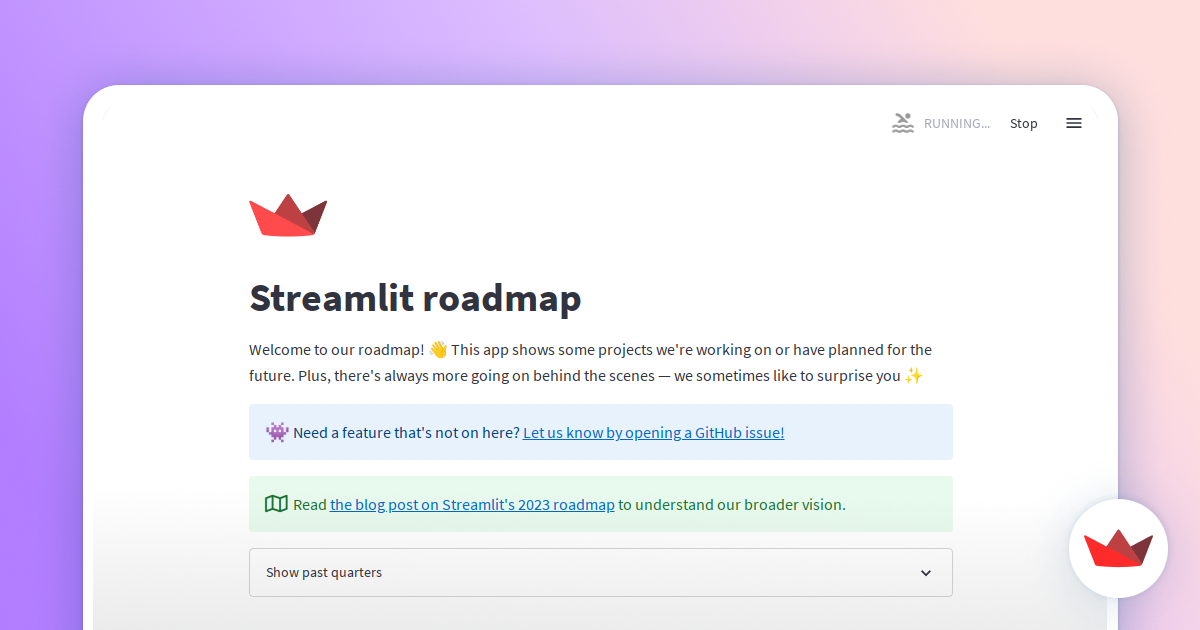 RUNNING... Stop
Streamlit roadmap
Welcome to our roadmap! 👋 This app shows some projects we're working on or have planned for the
future. Plus, there's always more going on behind the scenes — we sometimes like to surprise you ✨
👾 Need a feature that's not on here? Let us know by opening a GitHub issue!
Read the blog post on Streamlit's 2023 roadmap to understand our broader vision.
Show past quarters